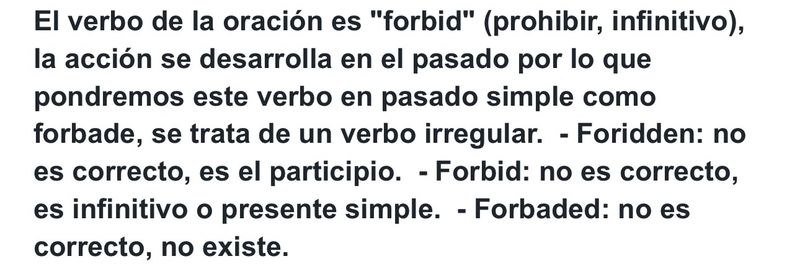 El verbo de la oración es "forbid" (prohibir, infinitivo),
la acción se desarrolla en el pasado por lo que
pondremos este verbo en pasado simple como
forbade, se trata de un verbo irregular.  - Foridden: no
es correcto, es el participio.  - Forbid: no es correcto,
es infinitivo o presente simple.  - Forbaded: no es
correcto, no existe.